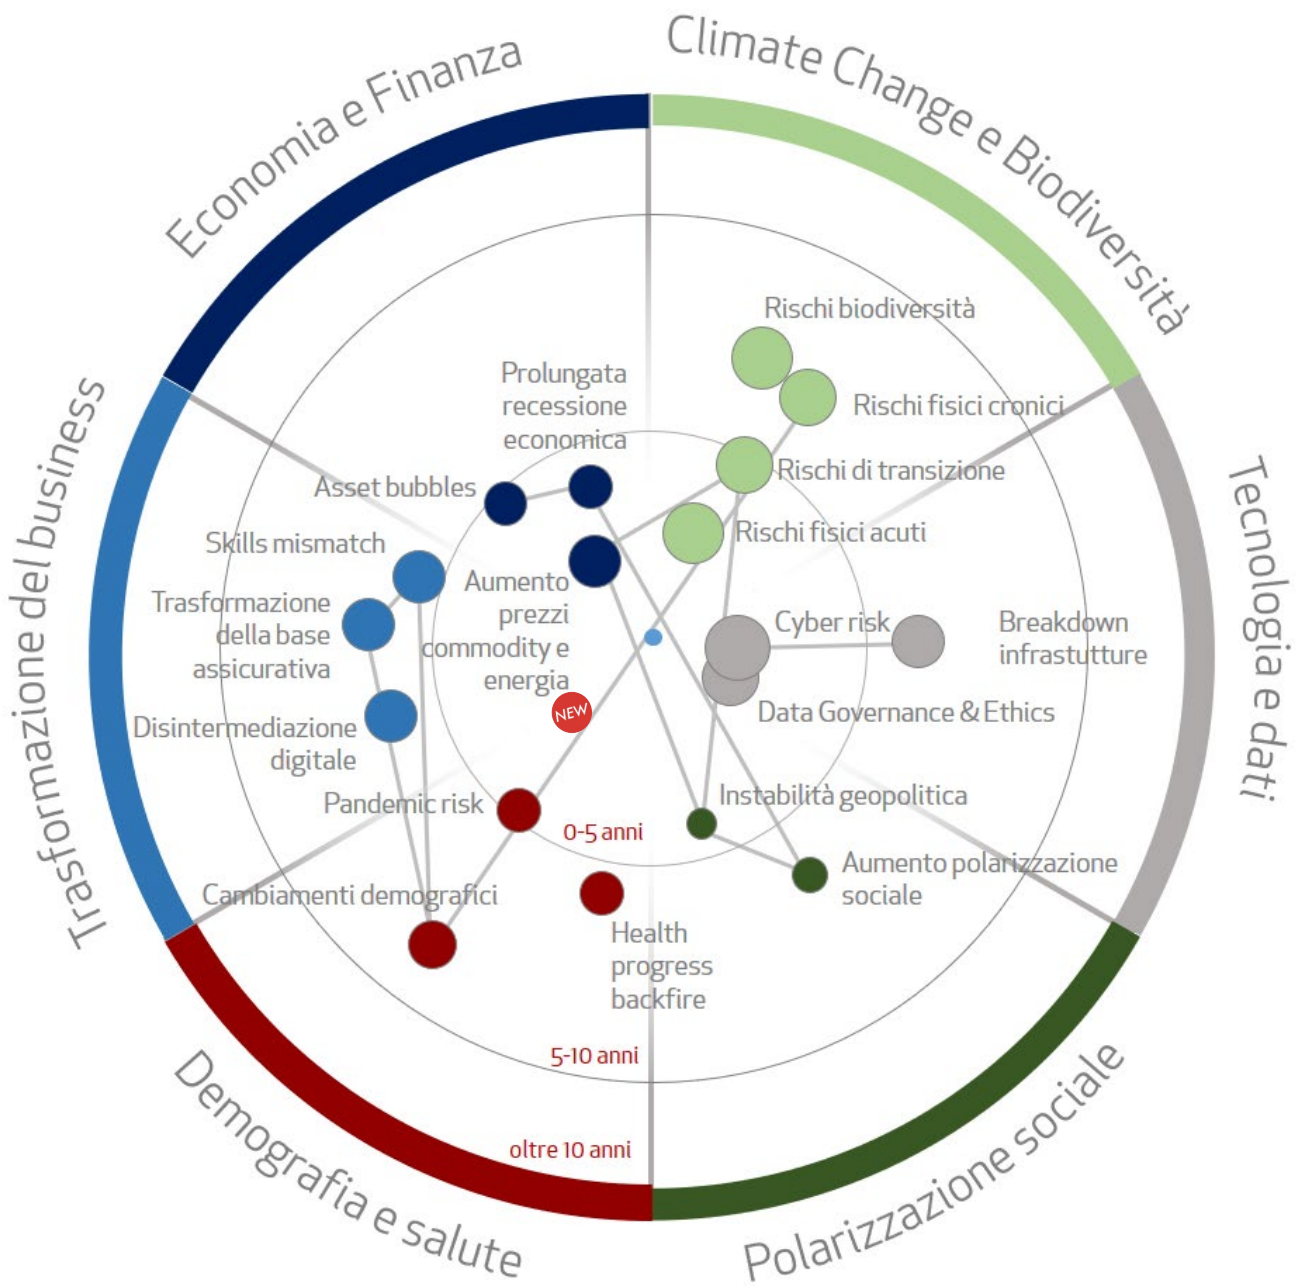 Economia e Finanza
Climate Change e Biodiversità
Tecnologia e dati
Polarizzazione sociale
Demografia e salute
Trasformazione del business
Rischi biodiversità
Rischi fisici cronici
Rischi di transizione
Rischi fisici acuti
Prolungata
recessione
economica
Asset bubbles
Aumento
prezzi
commodity e
energia
NEW
Skills mismatch
Trasformazione
della base
assicurativa
Disintermediazione
digitale
Cyber risk
Breakdown
infrastutture
Data Governance & Ethics
Instabilità geopolitica
Aumento polarizzazione
sociale
Pandemic risk
Cambiamenti demografici
Health
progress
backfire
0-5 anni
5-10 anni
oltre 10 anni